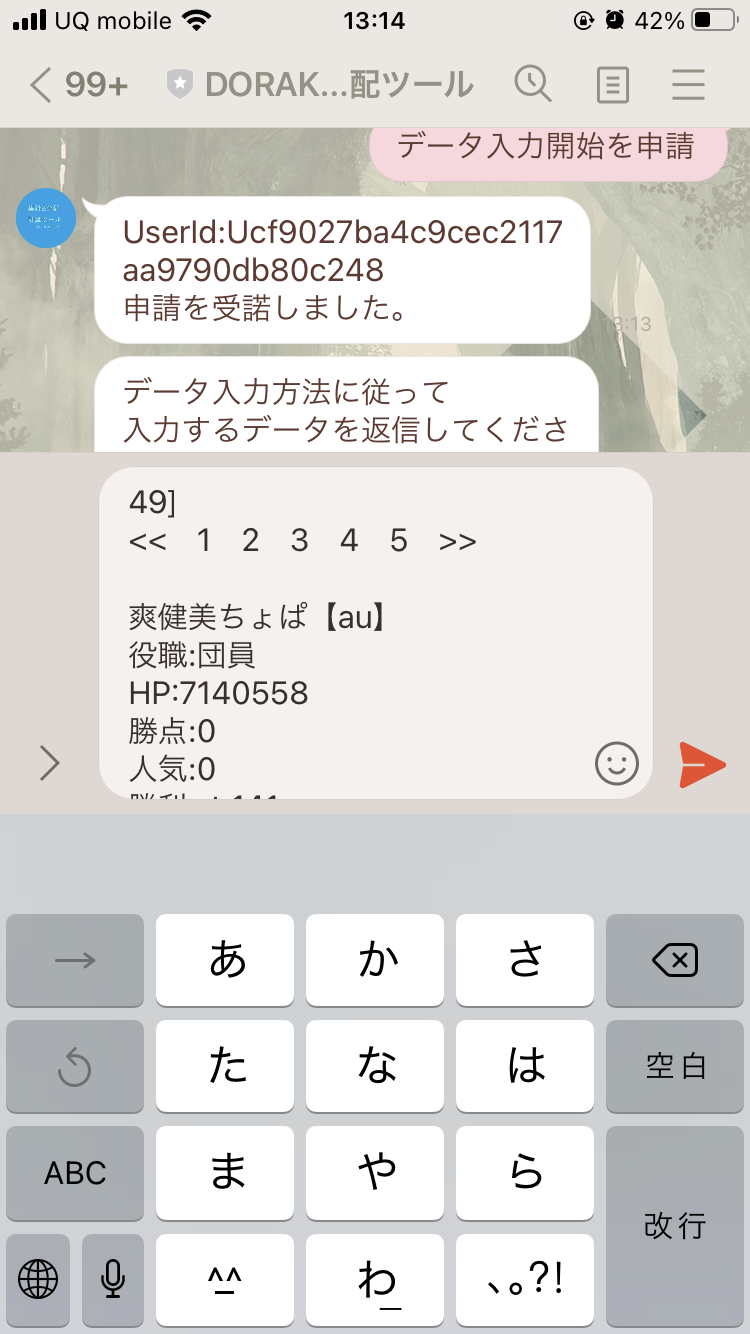 UQ mobile 13:14 42%
99+ DORAK...配ツール
データ入力開始を申請
UserId:Ucf9027ba4c9cec2117
aa9790db80c248
申請を受諾しました。
13:13
データ入力方法に従って
入力するデータを返信してくださ
49]
<< 1 2 3 4 5 >>
爽健美ちょぱ【au】
役職:団員
HP:7140558
勝点:0
人気:0
→ あ か さ
た な は 空白
ABC ま や ら 改行
^^ わ 、。?!